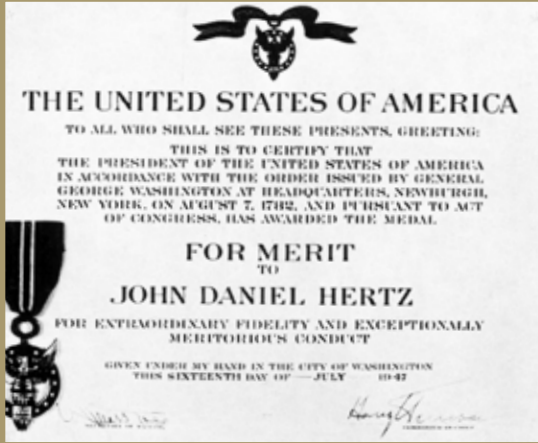 THE UNITED STATES OF AMERICA
TO ALL WHO SHALL SEE THESE PRESENTS, GREETING:
THIS IS TO CERTIFY THAT
THE PRESIDENT OF THE UNITED STATES OF AMERICA
IN ACCORDANCE WITH THE ORDER ISSUED BY GENERAL
GEORGE WASHINGTON AT HEADQUARTERS, NEWBURGH,
NEW YORK, ON AUGUST 7, 1782, AND PURSUANT TO ACT
OF CONGRESS, HAS AWARDED THE MEDAL
FOR MERIT
TO
JOHN DANIEL HERTZ
FOR EXTRAORDINARY FIDELITY AND EXCEPTIONALLY
MERITORIOUS CONDUCT
GIVEN UNDER MY HAND IN THE CITY OF WASHINGTON
THIS SIXTEENTH DAY OF JULY 1947
Harry Truman